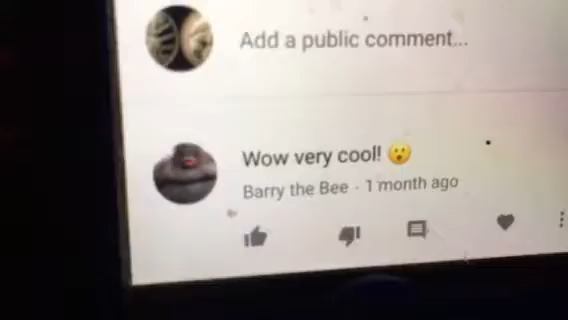 Add a public comment...
Wow very cool! 😮
Barry the Bee · 1 month ago